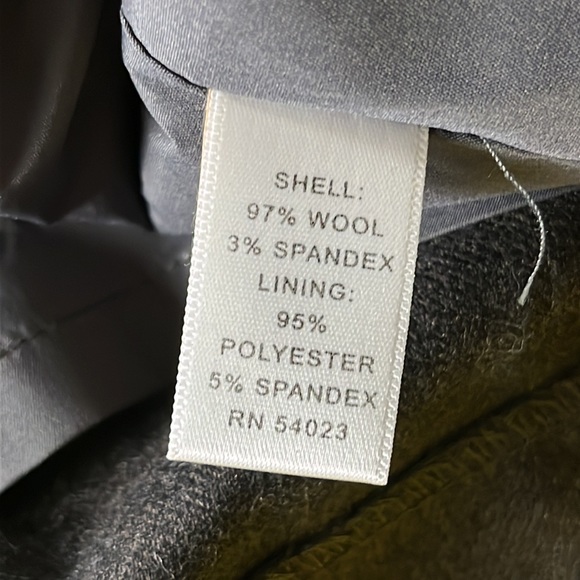 SHELL:
97% WOOL
3% SPANDEX
LINING:
95%
POLYESTER
5% SPANDEX
RN 54023